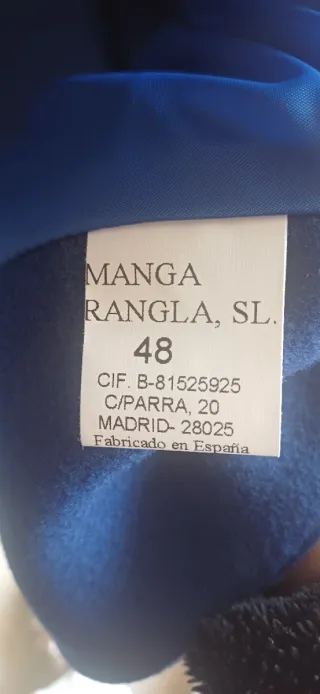 MANGA
RANGLA, SL.
48
CIF. B-81525925
C/PARRA, 20
MADRID- 28025
Fabricado en España